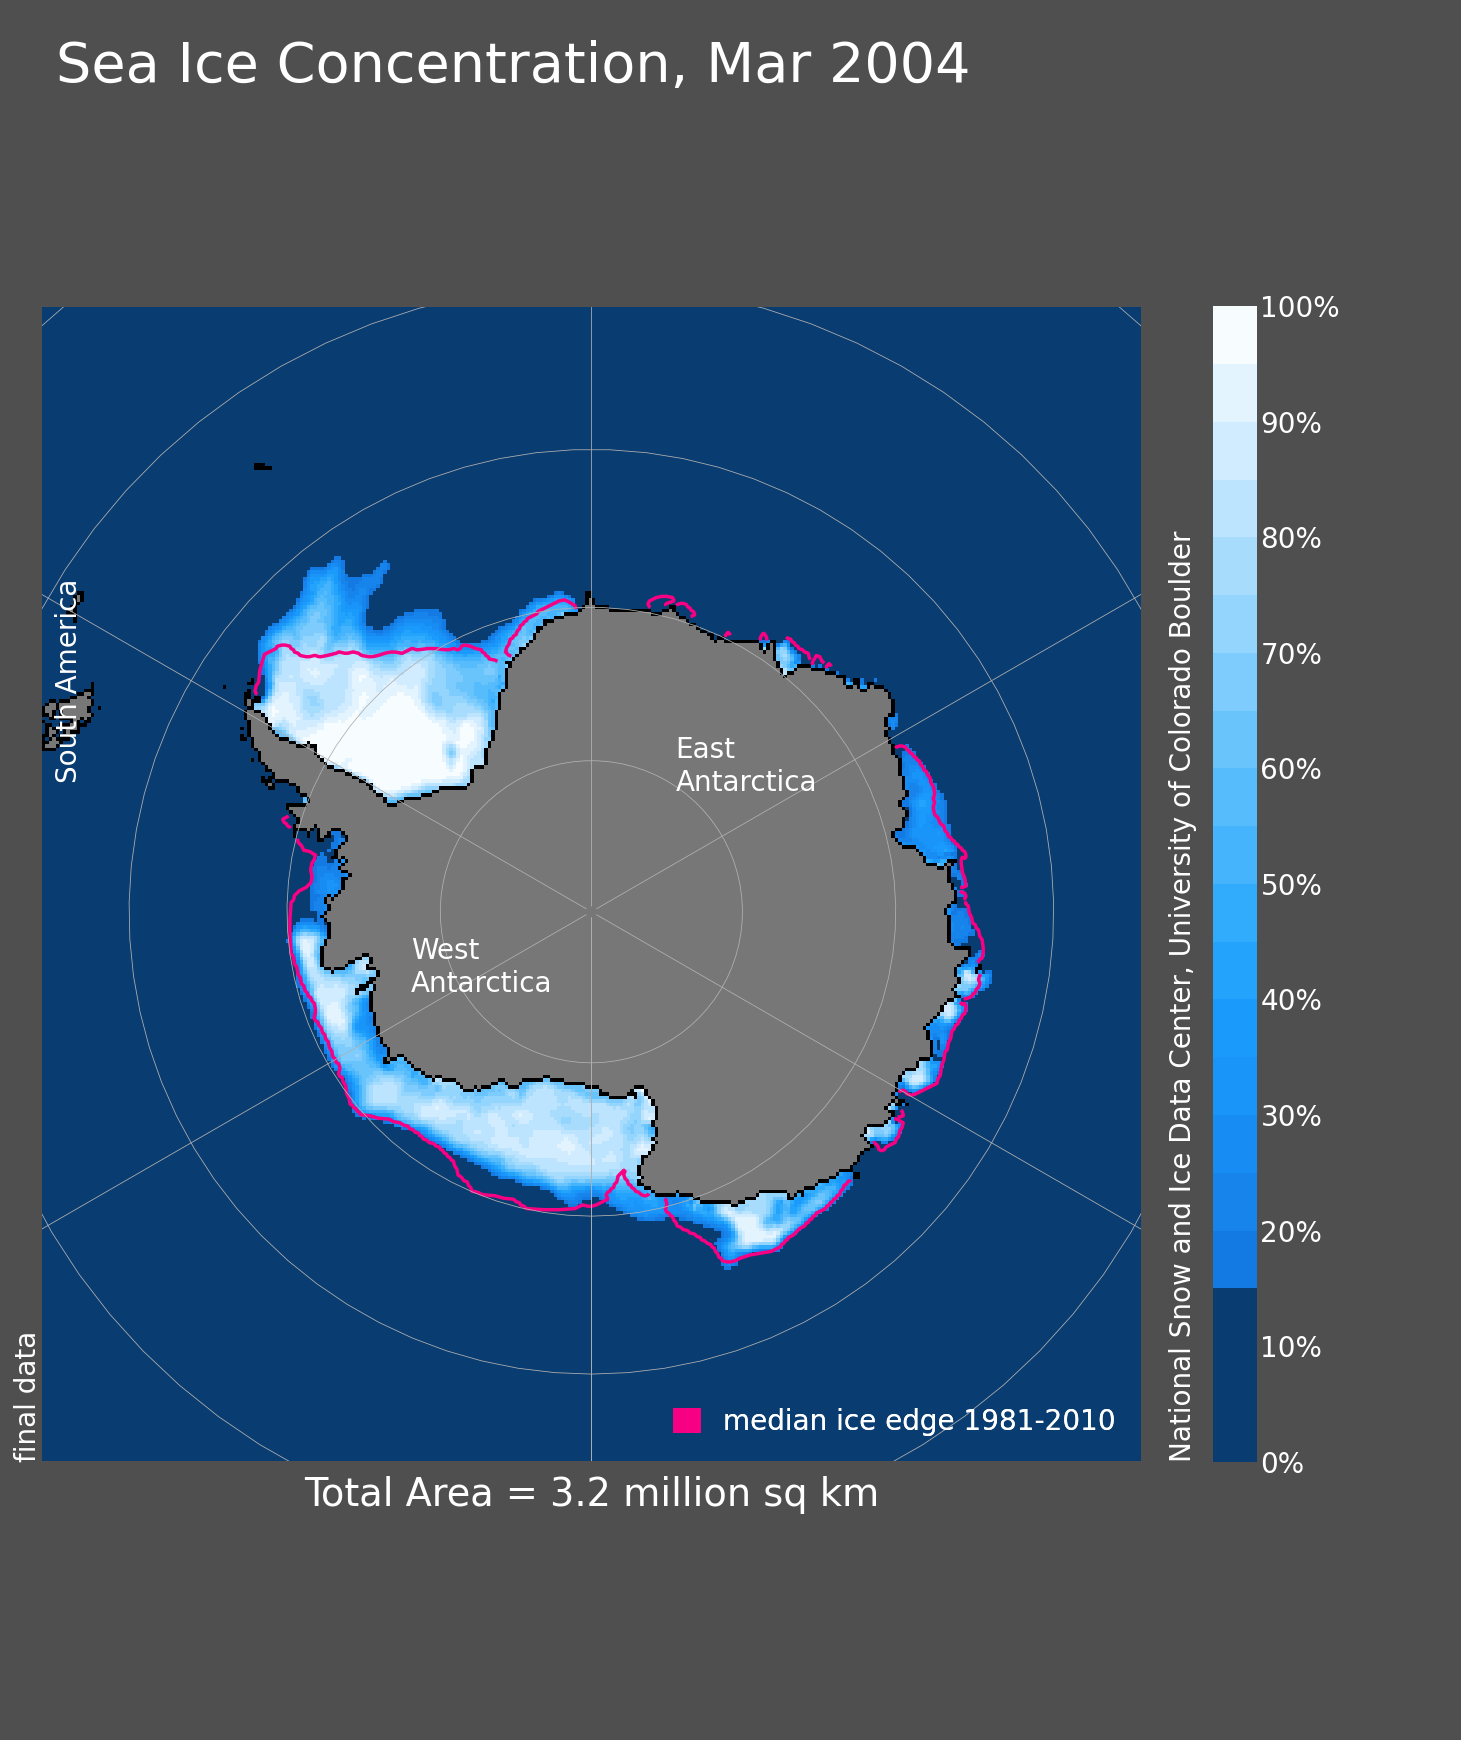 Sea Ice Concentration, Mar 2004
South America
East
Antarctica
West
Antarctica
median ice edge 1981-2010
final data
Total Area = 3.2 million sq km
National Snow and Ice Data Center, University of Colorado Boulder
100%
90%
80%
70%
60%
50%
40%
30%
20%
10%
0%